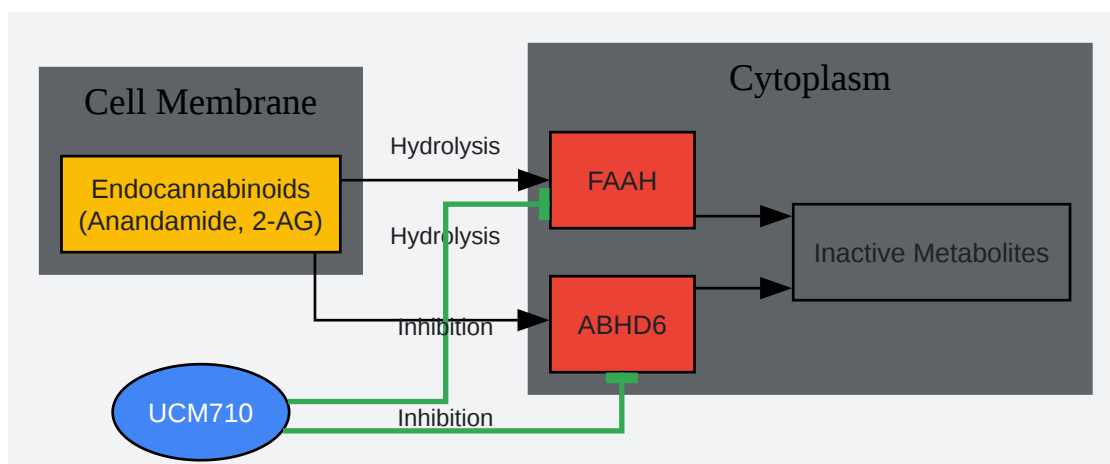 Cell Membrane
Endocannabinoids
(Anandamide, 2-AG)
Hydrolysis
Hydrolysis
Inhibition
Inhibition
UCM710
Cytoplasm
FAAH
ABHD6
Inactive Metabolites